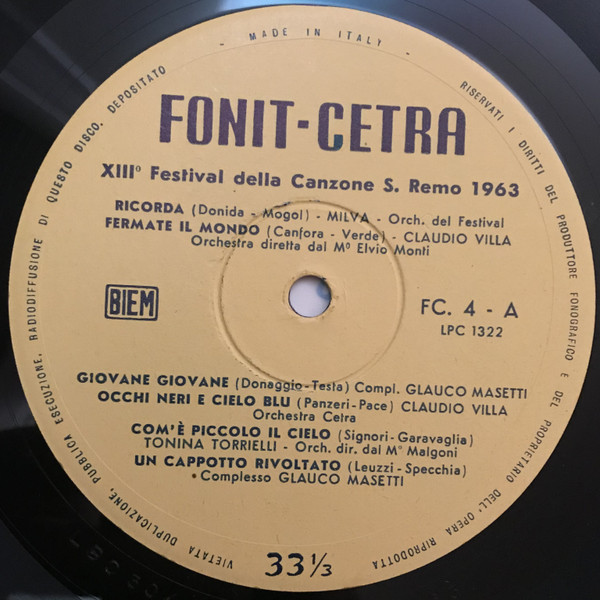 - MADE IN ITALY -
RISERVATI I DIRITTI DEL PRODUTTORE FONOGRAFICO E DEL PROPRIETARIO DELL'OPERA RIPRODOTTA
VIETATA DUPLICAZIONE, PUBBLICA ESECUZIONE, RADIODIFFUSIONE DI QUESTO DISCO. DEPOSITATO
FONIT-CETRA
XIIIº Festival della Canzone S. Remo 1963
RICORDA (Donida - Mogol) - MILVA - Orch. del Festival
FERMATE IL MONDO (Canfora - Verde) - CLAUDIO VILLA
Orchestra diretta dal Mº Elvio Monti
BIEM
FC. 4 - A
LPC 1322
GIOVANE GIOVANE (Donaggio-Testa) Compl. GLAUCO MASETTI
OCCHI NERI E CIELO BLU (Panzeri-Pace) CLAUDIO VILLA
Orchestra Cetra
COM'È PICCOLO IL CIELO (Signori-Garavaglia)
TONINA TORRIELLI - Orch. dir. dal Mº Malgoni
UN CAPPOTTO RIVOLTATO (Leuzzi-Specchia)
• Complesso GLAUCO MASETTI
33⅓